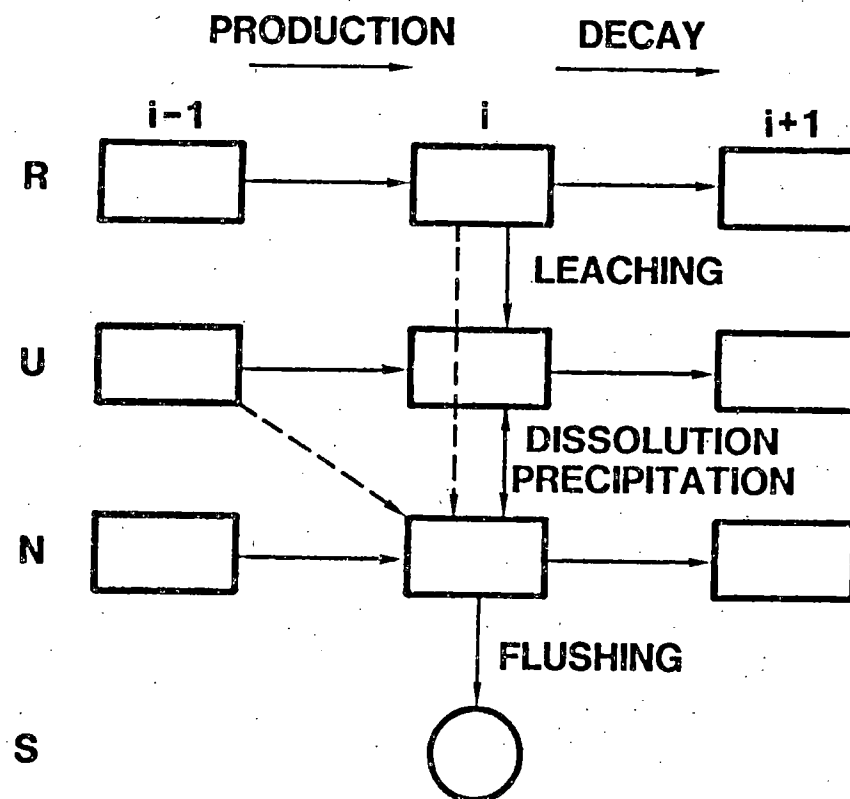 PRODUCTION DECAY
i-1 i i+1
R
LEACHING
U
DISSOLUTION
PRECIPITATION
N
FLUSHING
S